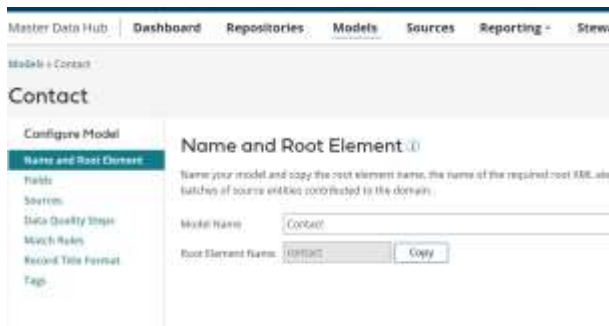 Master Data Hub Dashboard Repositories Models Sources Reporting Stewa
Models » Contact
Contact
Configure Model
Name and Root Element
Fields
Sources
Data Quality Steps
Match Rules
Record Title Format
Tags
Name and Root Element
Name your model and copy the root element name, the name of the required root XML ele
batches of source entities contributed to the domain.
Model Name Contact
Root Element Name contact Copy